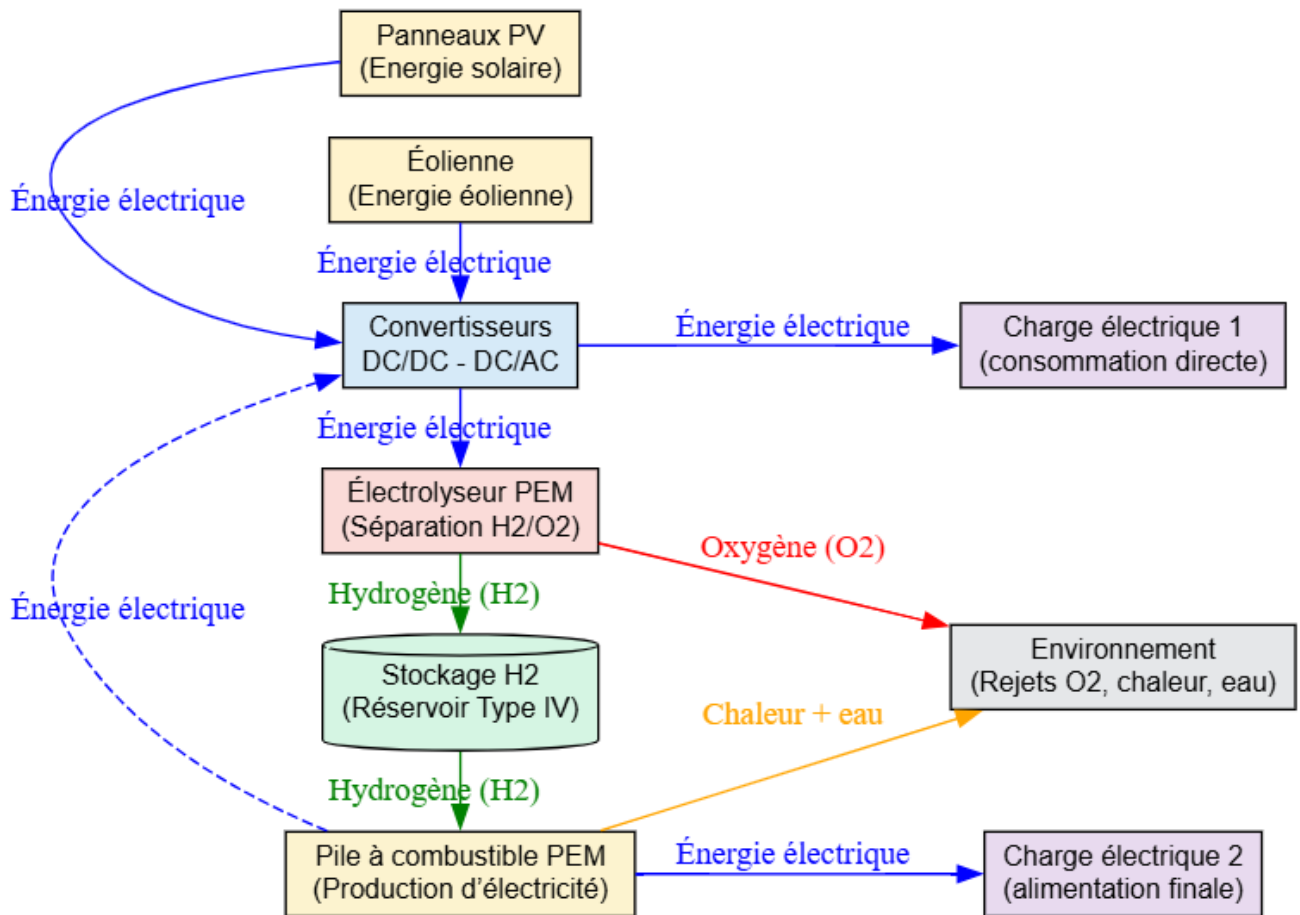 Panneaux PV
(Energie solaire)
Éolienne
(Energie éolienne)
Énergie électrique
Énergie électrique
Convertisseurs
DC/DC - DC/AC
Énergie électrique
Charge électrique 1
(consommation directe)
Énergie électrique
Électrolyseur PEM
(Séparation H2/O2)
Oxygène (O2)
Hydrogène (H2)
Énergie électrique
Environnement
(Rejets O2, chaleur, eau)
Stockage H2
(Réservoir Type IV)
Chaleur + eau
Hydrogène (H2)
Pile à combustible PEM
(Production d’électricité)
Énergie électrique
Charge électrique 2
(alimentation finale)